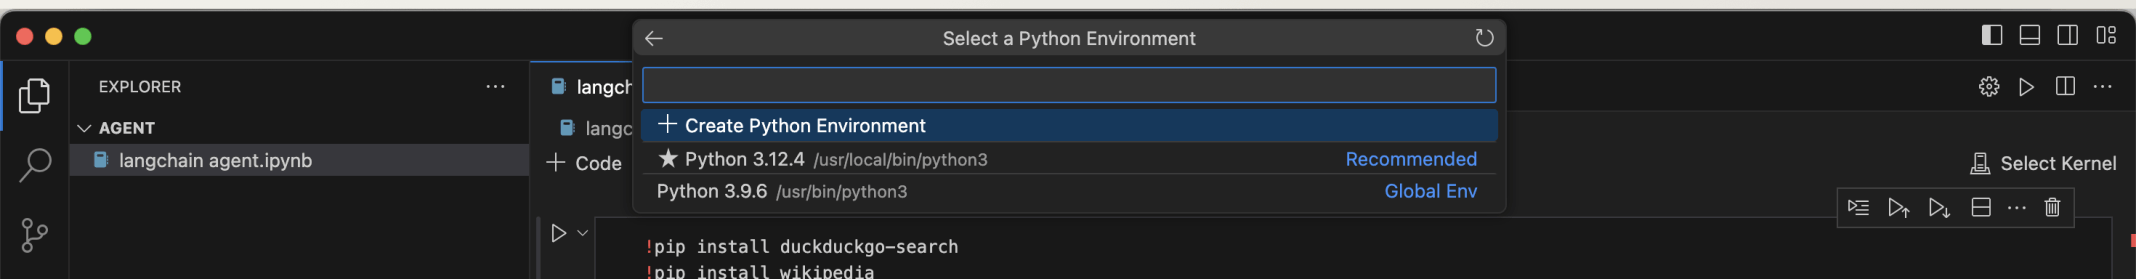 Select a Python Environment
EXPLORER
langch
+ Create Python Environment
AGENT
langc
langchain agent.ipynb
+ Code
★ Python 3.12.4 /usr/local/bin/python3 Recommended
Select Kernel
Python 3.9.6 /usr/bin/python3 Global Env
!pip install duckduckgo-search
!pip install wikipedia